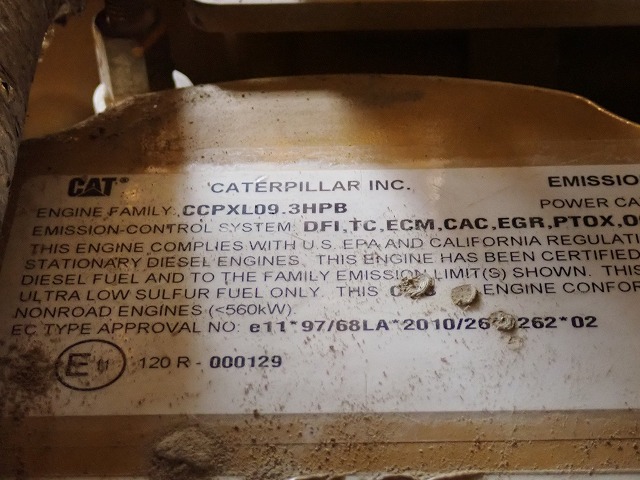 CAT® CATERPILLAR INC. EMISSION
ENGINE FAMILY: CCPXL09.3HPB POWER CA
EMISSION-CONTROL SYSTEM: DFI,TC,ECM,CAC,EGR,PTOX,O
THIS ENGINE COMPLIES WITH U.S. EPA AND CALIFORNIA REGULAT
STATIONARY DIESEL ENGINES. THIS ENGINE HAS BEEN CERTIFIED
DIESEL FUEL AND TO THE FAMILY EMISSION LIMIT(S) SHOWN. THIS
ULTRA LOW SULFUR FUEL ONLY. THIS ENGINE CONFOR
NONROAD ENGINES (<560kW).
EC TYPE APPROVAL NO: e11*97/68LA*2010/26 262*02
E 11 120 R - 000129